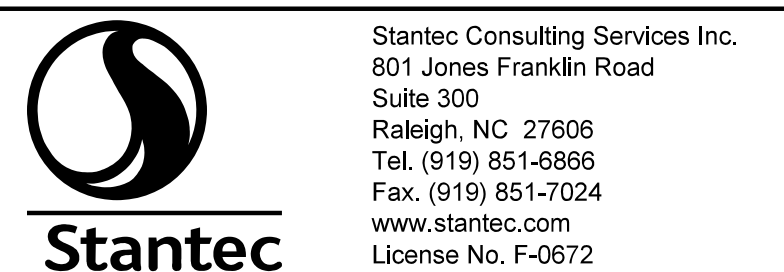 Stantec
Stantec Consulting Services Inc.
801 Jones Franklin Road
Suite 300
Raleigh, NC  27606
Tel. (919) 851-6866
Fax. (919) 851-7024
www.stantec.com
License No. F-0672